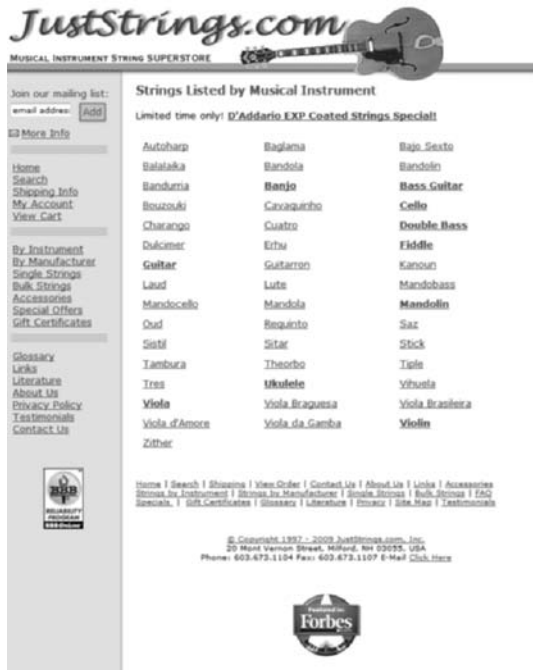 JustStrings.com
MUSICAL INSTRUMENT STRING SUPERSTORE
Join our mailing list:
email addres: Add
More Info
Home
Search
Shipping Info
My Account
View Cart
By Instrument
By Manufacturer
Single Strings
Bulk Strings
Accessories
Special Offers
Gift Certificates
Glossary
Links
Literature
About Us
Privacy Policy
Testimonials
Contact Us
BBB
RELIABILITY
PROGRAM
BBBOnLine
Strings Listed by Musical Instrument
Limited time only! D'Addario EXP Coated Strings Special!
Autoharp Baglama Bajo Sexto
Balalaika Bandola Bandolin
Bandurria Banjo Bass Guitar
Bouzouki Cavaquinho Cello
Charango Cuatro Double Bass
Dulcimer Erhu Fiddle
Guitar Guitarron Kanoun
Laud Lute Mandobass
Mandocello Mandola Mandolin
Oud Requinto Saz
Sistil Sitar Stick
Tambura Theorbo Tiple
Tres Ukulele Vihuela
Viola Viola Braguesa Viola Brasileira
Viola d'Amore Viola da Gamba Violin
Zither
Home | Search | Shipping | View Order | Contact Us | About Us | Links | Accessories
Strings by Instrument | Strings by Manufacturer | Single Strings | Bulk Strings | FAQ
Specials | Gift Certificates | Glossary | Literature | Privacy | Site Map | Testimonials
© Copyright 1997 - 2009 JustStrings.com, Inc.
20 Mont Vernon Street, Milford, NH 03055, USA
Phone: 603.673.1104 Fax: 603.673.1107 E-Mail Click Here
Featured in:
Forbes